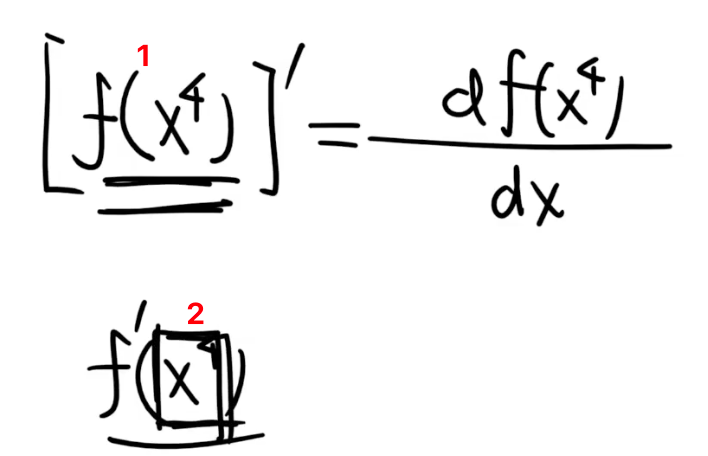 1
[f(x⁴)]′ = df(x⁴)/dx
2
f′(x⁴)